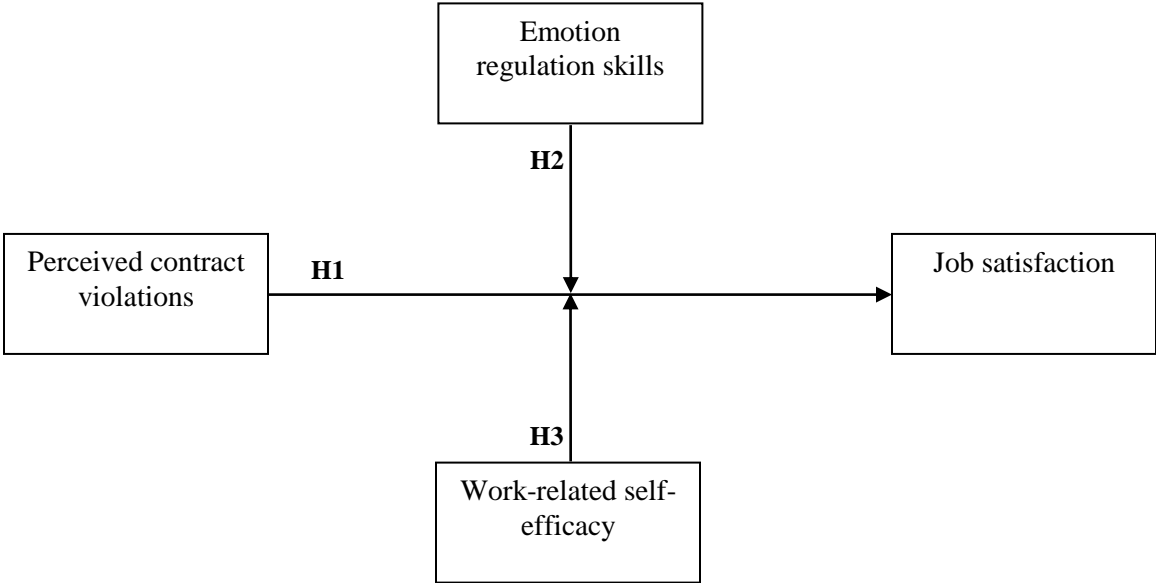 Emotion
regulation skills
H2
Perceived contract
violations
H1
Job satisfaction
H3
Work-related self-
efficacy